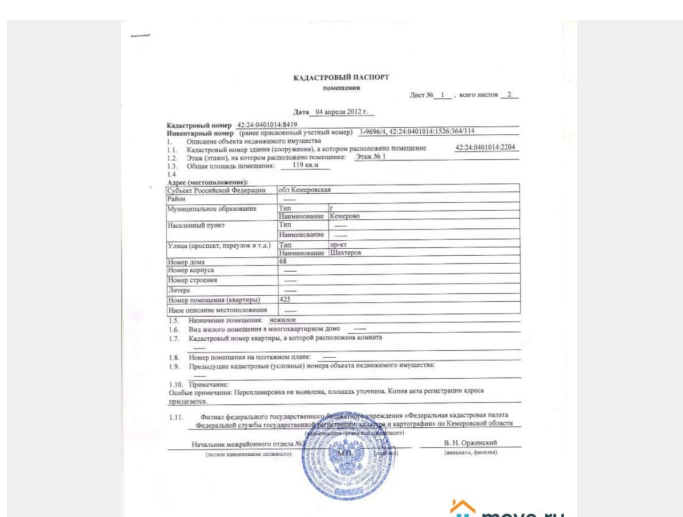 КАДАСТРОВЫЙ ПАСПОРТ
помещения
Лист № 1 , всего листов 2
Дата 04 апреля 2012 г.
Кадастровый номер 42:24:0401014:8419
Инвентарный номер (ранее присвоенный учетный номер) 1-9696/4, 42:24:0401014:1526:364/114
1. Описание объекта недвижимого имущества
1.1. Кадастровый номер здания (сооружения), в котором расположено помещение 42:24:0401014:2204
1.2. Этаж (этажи), на котором расположено помещение: Этаж № 1
1.3. Общая площадь помещения: 119 кв.м
1.4
Адрес (местоположение):
Субъект Российской Федерации обл Кемеровская
Район —
Муниципальное образование Тип г
Наименование Кемерово
Населенный пункт Тип —
Наименование —
Улица (проспект, переулок и т.д.) Тип пр-кт
Наименование Шахтеров
Номер дома 68
Номер корпуса —
Номер строения —
Литера —
Номер помещения (квартиры) 425
Иное описание местоположения —
1.5. Назначение помещения: нежилое
1.6. Вид жилого помещения в многоквартирном доме —
1.7. Кадастровый номер квартиры, в которой расположена комната
—
1.8. Номер помещения на поэтажном плане: —
1.9. Предыдущие кадастровые (условные) номера объекта недвижимого имущества:
—
1.10. Примечание:
Особые примечания: Перепланировка не выявлена, площадь уточнена. Копия акта регистрации адреса
прилагается.
1.11. Филиал федерального государственного бюджетного учреждения «Федеральная кадастровая палата
Федеральной службы государственной регистрации, кадастра и картографии» по Кемеровской области
Начальник межрайонного отдела В. Н. Оржинский
(полное наименование должности) М.П. (инициалы, фамилия)
move.ru